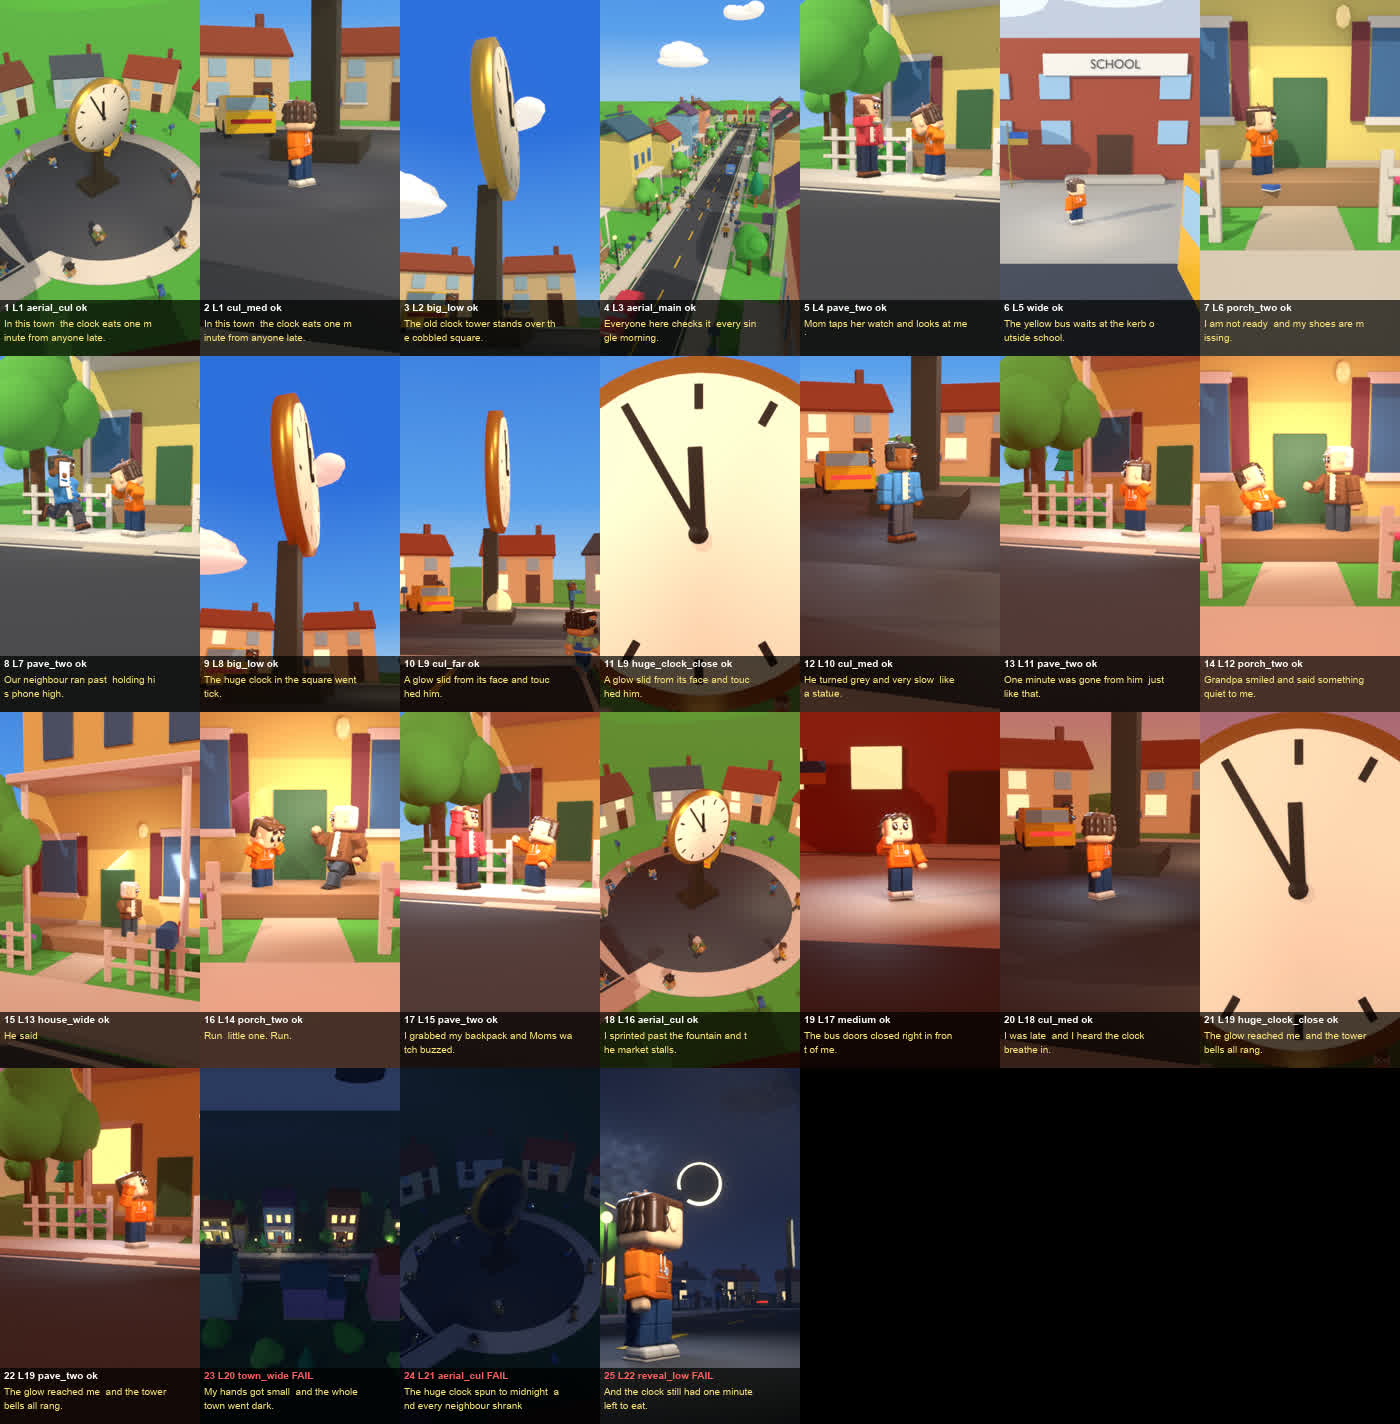 SCHOOL
1 L1 aerial_cul ok
In this town the clock eats one m
inute from anyone late.
2 L1 cul_med ok
In this town the clock eats one m
inute from anyone late.
3 L2 big_low ok
The old clock tower stands over th
e cobbled square.
4 L3 aerial_main ok
Everyone here checks it every sin
gle morning.
5 L4 pave_two ok
Mom taps her watch and looks at me
.
6 L5 wide ok
The yellow bus waits at the kerb o
utside school.
7 L6 porch_two ok
I am not ready and my shoes are m
issing.
8 L7 pave_two ok
Our neighbour ran past holding hi
s phone high.
9 L8 big_low ok
The huge clock in the square went
tick.
10 L9 cul_far ok
A glow slid from its face and touc
hed him.
11 L9 huge_clock_close ok
A glow slid from its face and touc
hed him.
12 L10 cul_med ok
He turned grey and very slow like
a statue.
13 L11 pave_two ok
One minute was gone from him just
like that.
14 L12 porch_two ok
Grandpa smiled and said something
quiet to me.
15 L13 house_wide ok
He said
16 L14 porch_two ok
Run little one. Run.
17 L15 pave_two ok
I grabbed my backpack and Moms wa
tch buzzed.
18 L16 aerial_cul ok
I sprinted past the fountain and t
he market stalls.
19 L17 medium ok
The bus doors closed right in fron
t of me.
20 L18 cul_med ok
I was late and I heard the clock
breathe in.
21 L19 huge_clock_close ok
The glow reached me and the tower
bells all rang.
22 L19 pave_two ok
The glow reached me and the tower
bells all rang.
23 L20 town_wide FAIL
My hands got small and the whole
town went dark.
24 L21 aerial_cul FAIL
The huge clock spun to midnight a
nd every neighbour shrank
25 L22 reveal_low FAIL
And the clock still had one minute
left to eat.